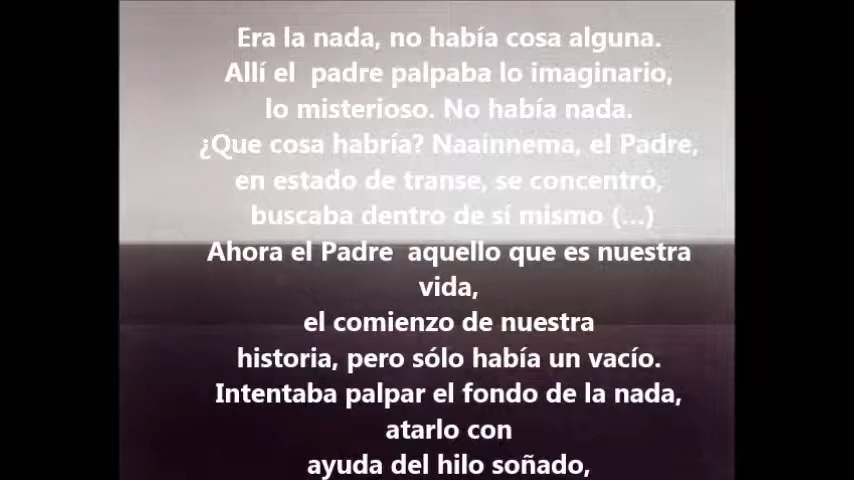 Era la nada, no había cosa alguna.
Allí el  padre palpaba lo imaginario,
lo misterioso. No había nada.
¿Que cosa habría? Naaínnema, el Padre,
en estado de transe, se concentró,
buscaba dentro de sí mismo (...)
Ahora el Padre  aquello que es nuestra
vida,
el comienzo de nuestra
historia, pero sólo había un vacío.
Intentaba palpar el fondo de la nada,
atarlo con
ayuda del hilo soñado,